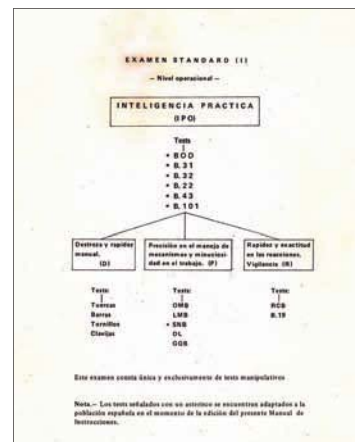 EXAMEN STANDARD (I)
— Nivel operacional —
INTELIGENCIA PRACTICA
(IPO)
Tests
* BOD
* B.31
* B.32
* B.22
* B.43
* B.101
Destreza y rapidez
manual.
(D)
Precisión en el manejo de
mecanismos y minuciosi-
dad en el trabajo. (P)
Rapidez y exactitud
en las reacciones.
Vigilancia (R)
Tests:
Tuercas
Barras
Tornillos
Clavijas
Tests:
OMB
LMB
* SNB
DL
GGB
Tests:
RCB
B.19
Este examen consta única y exclusivamente de tests manipulativos
Nota.— Los tests señalados con un asterisco se encuentran adaptados a la
población española en el momento de la edición del presente Manual de
Instrucciones.